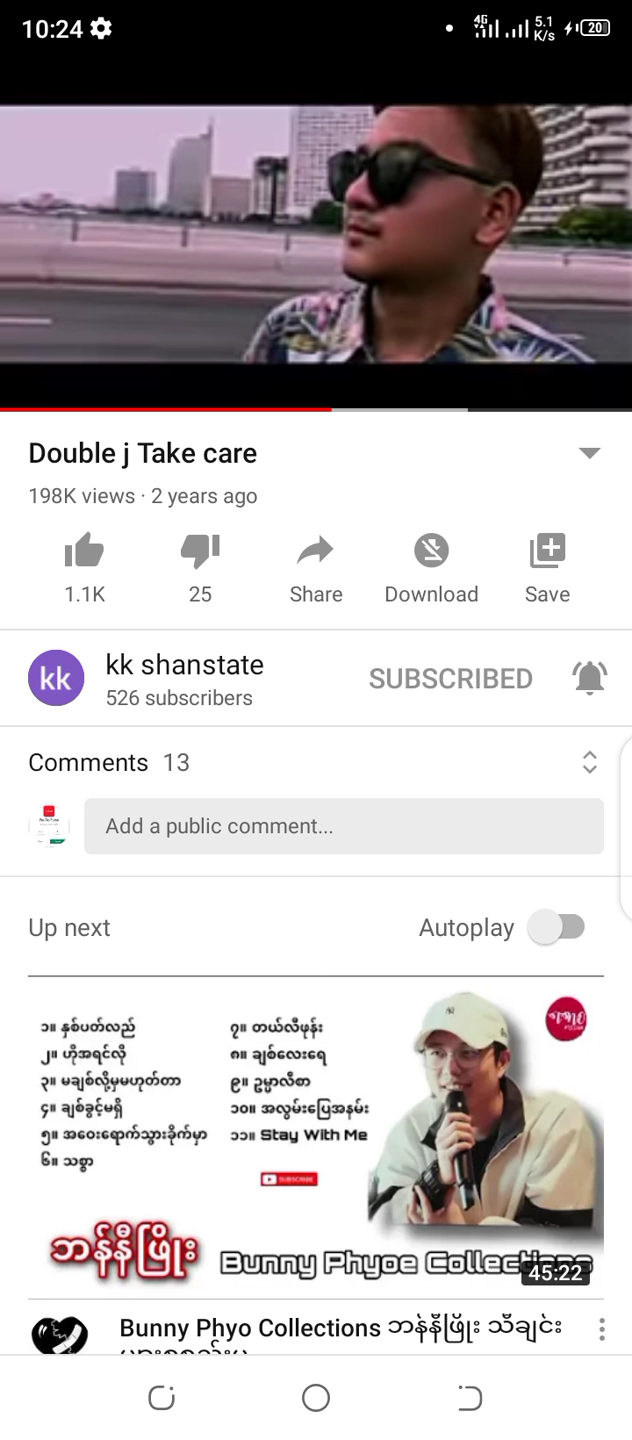 10:24
4G
5.1
K/s
20
Double j Take care
198K views · 2 years ago
1.1K
25
Share
Download
Save
kk
kk shanstate
526 subscribers
SUBSCRIBED
Comments 13
Add a public comment...
Up next
Autoplay
၁။ နှစ်ပတ်လည်
၂။ ဟိုအရင်လို
၃။ မချစ်လို့မှမဟုတ်တာ
၄။ ချစ်ခွင့်မရှိ
၅။ အဝေးရောက်သွားခိုက်မှာ
၆။ သစ္စာ
၇။ တယ်လီဖုန်း
၈။ ချစ်လေးရေ
၉။ ဥမ္မာလီစာ
၁၀။ အလွမ်းပြေအနမ်း
၁၁။ Stay With Me
SUBSCRIBE
ဘန်နီဖြိုး
Bunny Phyoe Collections
45:22
Bunny Phyo Collections ဘန်နီဖြိုး သီချင်း